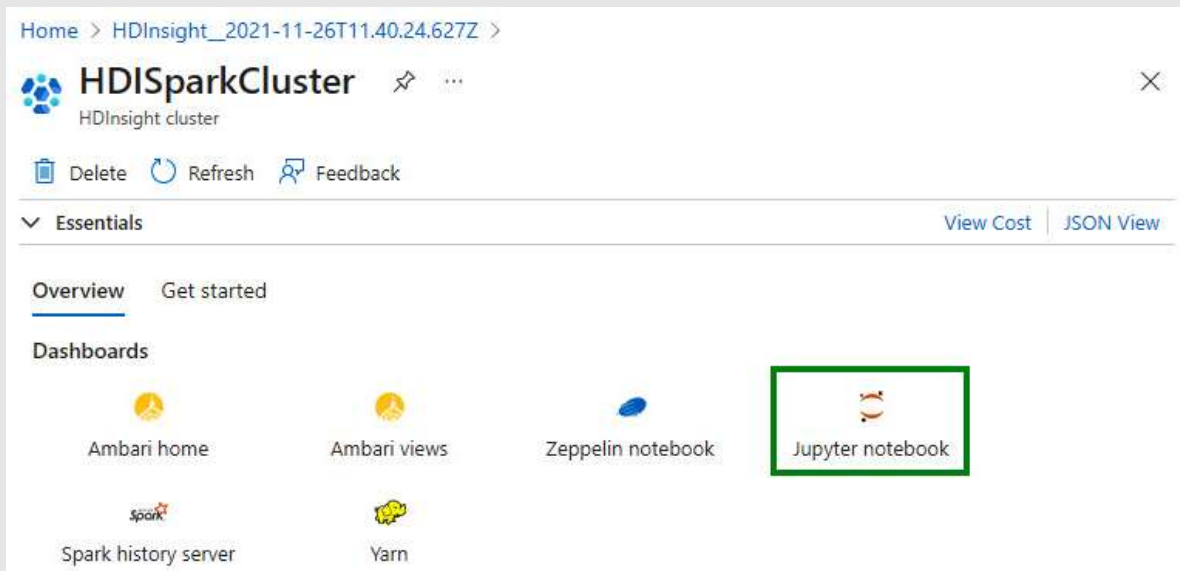 Home > HDInsight__2021-11-26T11.40.24.627Z >
HDISparkCluster ...
HDInsight cluster
Delete Refresh Feedback
Essentials View Cost JSON View
Overview Get started
Dashboards
Ambari home Ambari views Zeppelin notebook Jupyter notebook
Spark
Spark history server Yarn